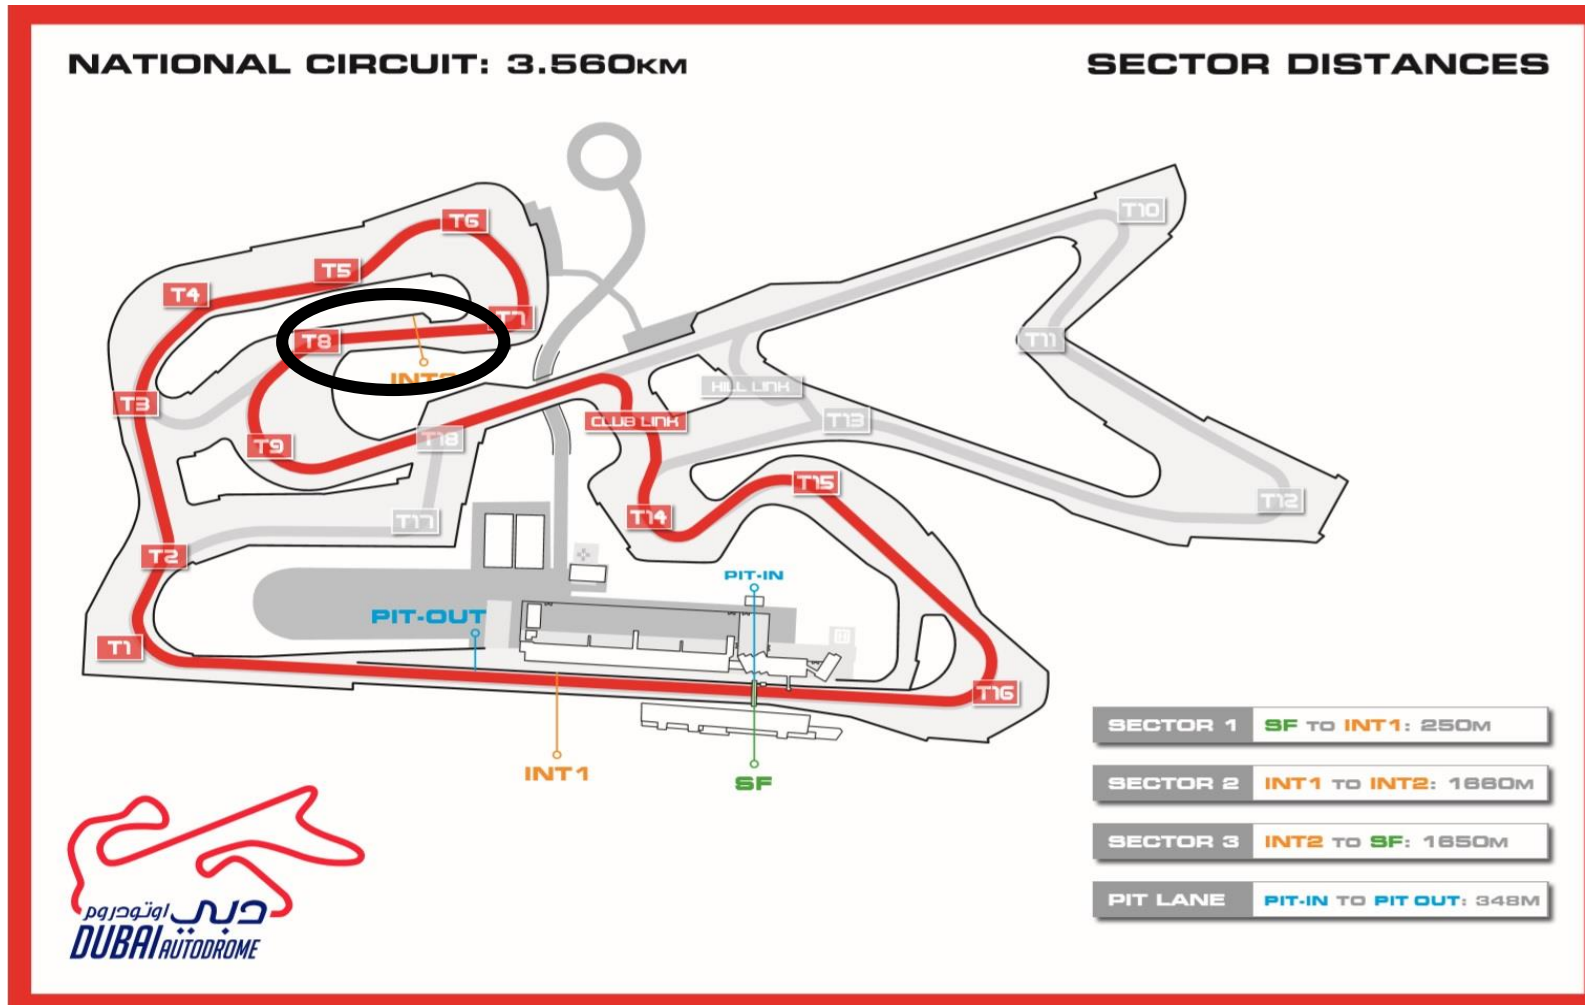 NATIONAL CIRCUIT: 3.560KM
SECTOR DISTANCES
T10
T6
T5
T4
T7
T8
T11
T3
HILL LINK
CLUB LINK
T13
T18
T9
T15
T12
T17
T14
T2
PIT-IN
PIT-OUT
T1
T16
INT1
SF
SECTOR 1 SF TO INT1: 250M
SECTOR 2 INT1 TO INT2: 1660M
SECTOR 3 INT2 TO SF: 1650M
PIT LANE PIT-IN TO PIT OUT: 348M
دبي اوتودروم
DUBAI AUTODROME